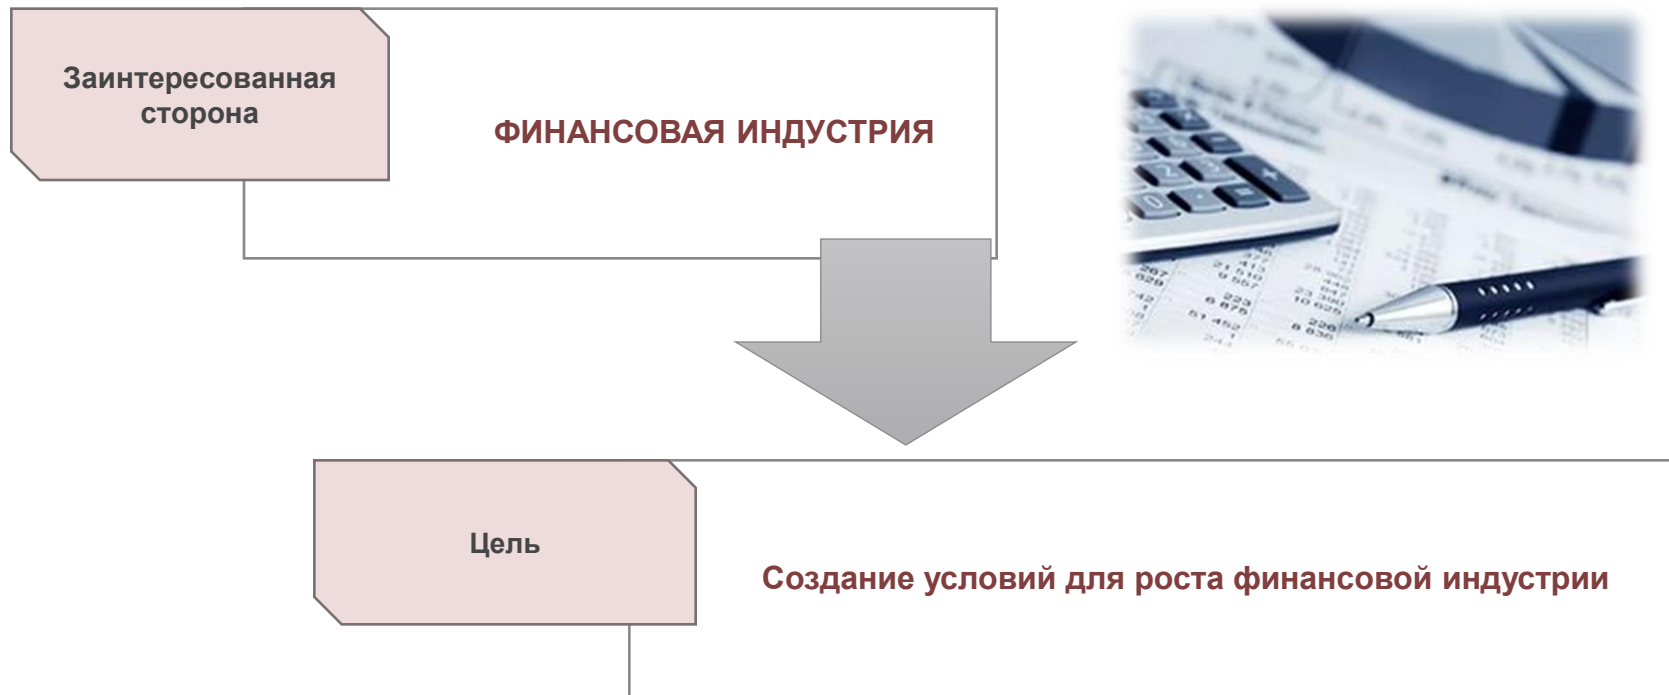 Заинтересованная
сторона
ФИНАНСОВАЯ ИНДУСТРИЯ
Цель
Создание условий для роста финансовой индустрии